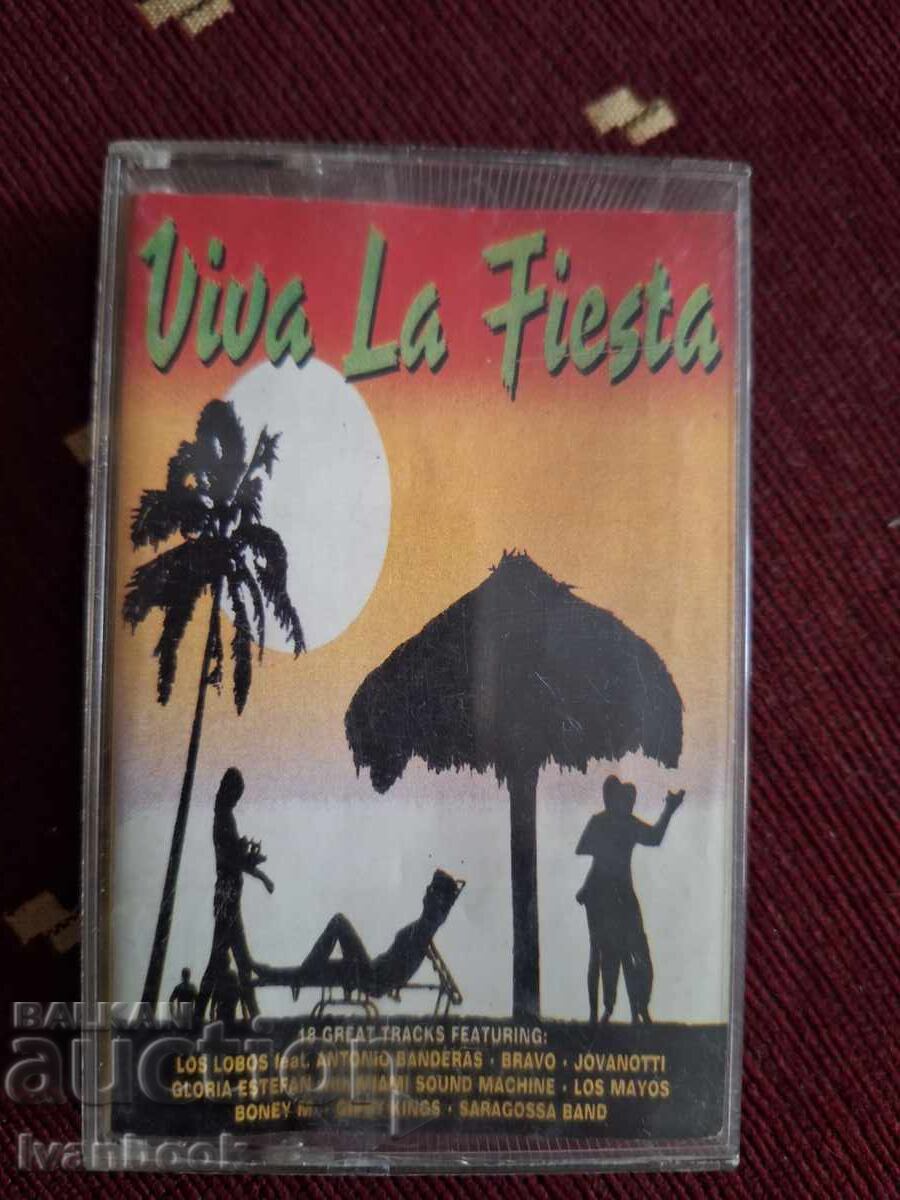 Viva La Fiesta
18 GREAT TRACKS FEATURING:
LOS LOBOS feat. ANTONIO BANDERAS · BRAVO · JOVANOTTI
GLORIA ESTEFAN MIAMI SOUND MACHINE · LOS MAYOS
BONEY M. · GIPSY KINGS · SARAGOSSA BAND
BALKAN
auction
Ivanbook